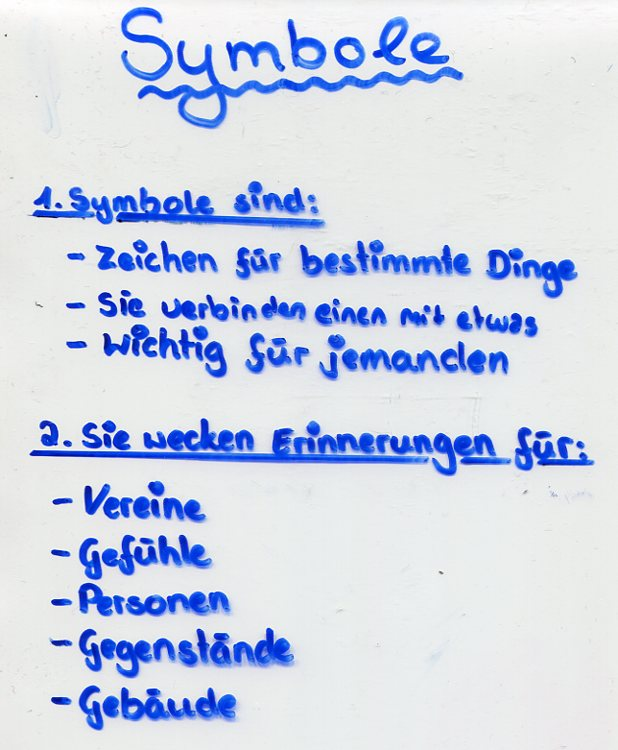 Symbole
1. Symbole sind:
- Zeichen für bestimmte Dinge
- Sie verbinden einen mit etwas
- wichtig für jemanden
2. Sie wecken Erinnerungen für:
- Vereine
- Gefühle
- Personen
- Gegenstände
- Gebäude